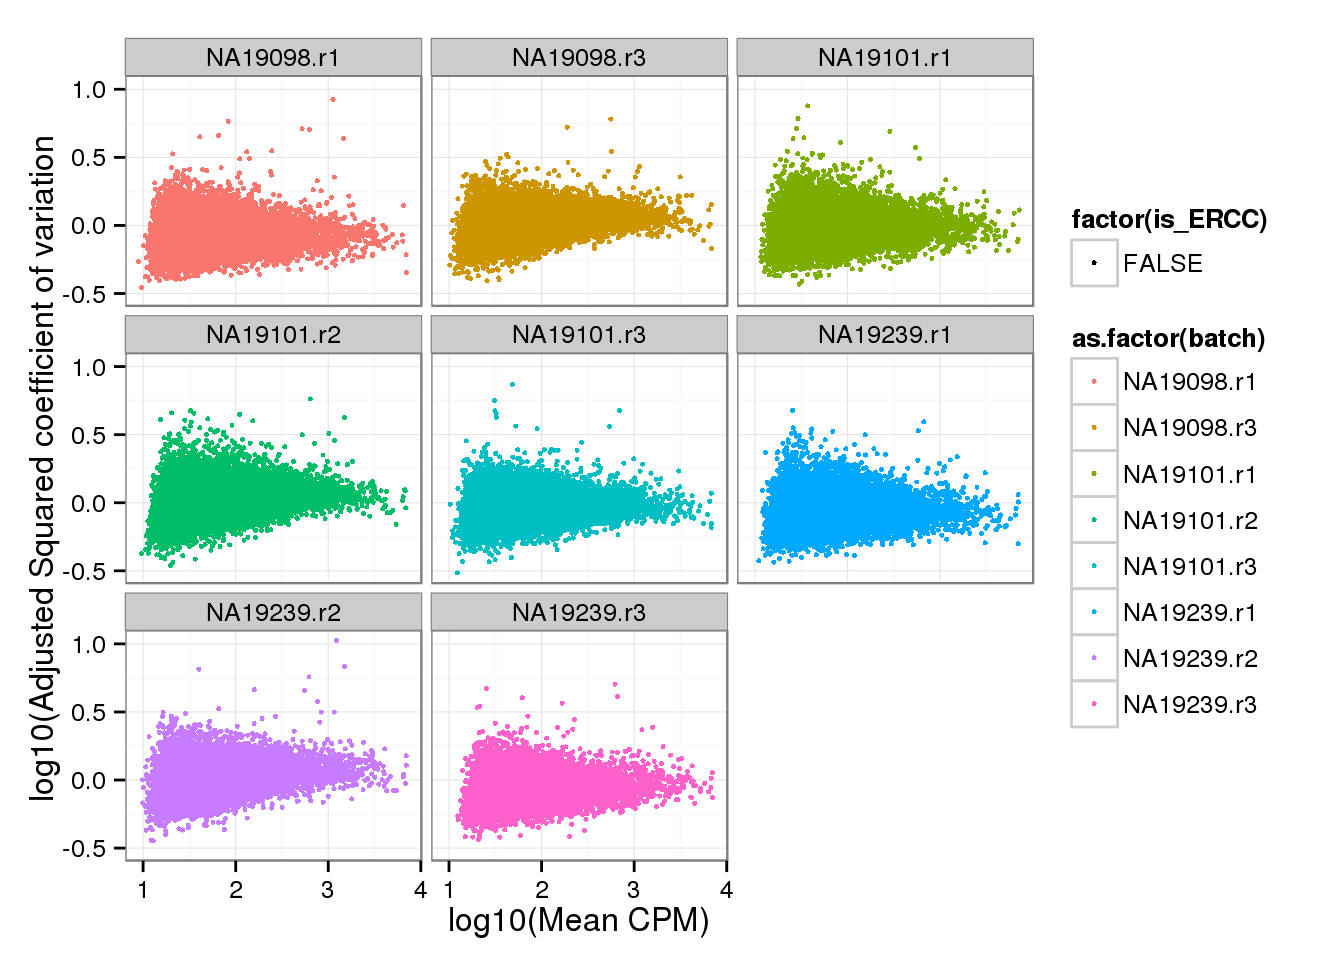 NA19098.r1 NA19098.r3 NA19101.r1
1.0
0.5
0.0
-0.5
NA19101.r2 NA19101.r3 NA19239.r1
1.0
0.5
0.0
-0.5
NA19239.r2 NA19239.r3
1.0
0.5
0.0
-0.5
1 2 3 4 1 2 3 4
log10(Mean CPM)
log10(Adjusted Squared coefficient of variation)
factor(is_ERCC)
FALSE
as.factor(batch)
NA19098.r1
NA19098.r3
NA19101.r1
NA19101.r2
NA19101.r3
NA19239.r1
NA19239.r2
NA19239.r3